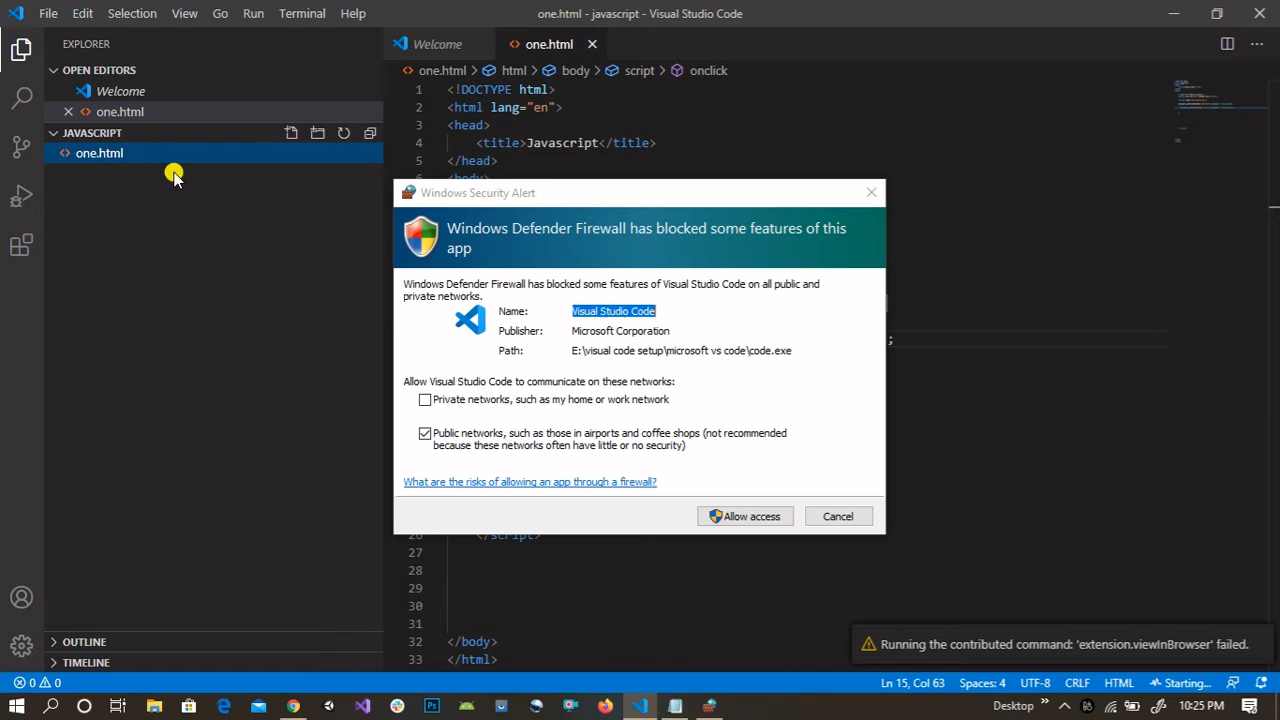 File Edit Selection View Go Run Terminal Help one.html - javascript - Visual Studio Code
EXPLORER
OPEN EDITORS
Welcome
one.html
JAVASCRIPT
one.html
OUTLINE
TIMELINE
Welcome one.html
one.html html body script onclick
1 <!DOCTYPE html>
2 <html lang="en">
3 <head>
4 <title>Javascript</title>
5 </head>
Windows Security Alert
Windows Defender Firewall has blocked some features of this
app
Windows Defender Firewall has blocked some features of Visual Studio Code on all public and
private networks.
Name: Visual Studio Code
Publisher: Microsoft Corporation
Path: E:\visual code setup\microsoft vs code\code.exe
Allow Visual Studio Code to communicate on these networks:
Private networks, such as my home or work network
Public networks, such as those in airports and coffee shops (not recommended
because these networks often have little or no security)
What are the risks of allowing an app through a firewall?
Allow access Cancel
;
27
28
29
30
31
32 </body>
33 </html>
Running the contributed command: 'extension.viewInBrowser' failed.
0 0 Ln 15, Col 63 Spaces: 4 UTF-8 CRLF HTML Starting...
Desktop 10:25 PM